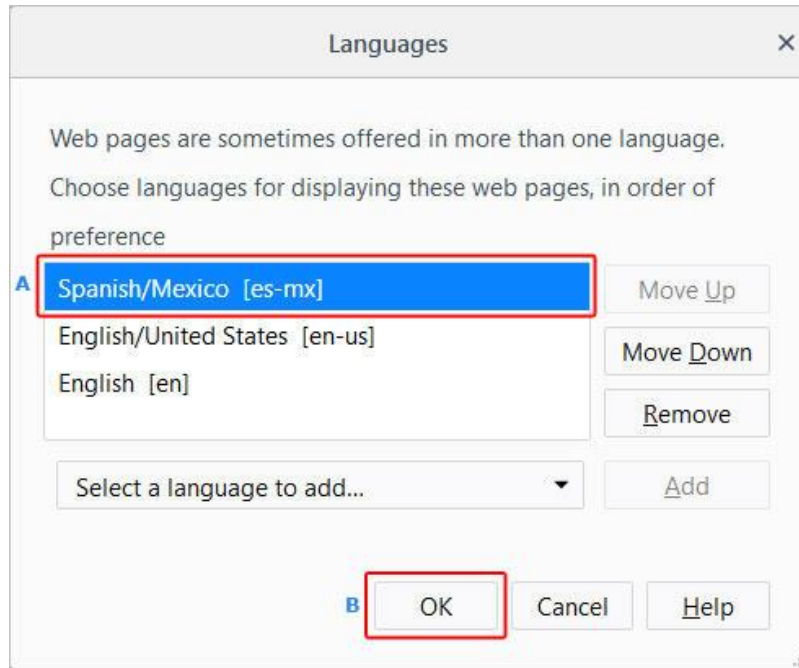 Languages ×
Web pages are sometimes offered in more than one language.
Choose languages for displaying these web pages, in order of
preference
A Spanish/Mexico [es-mx] Move Up
English/United States [en-us] Move Down
English [en]
Remove
Select a language to add... Add
B OK Cancel Help